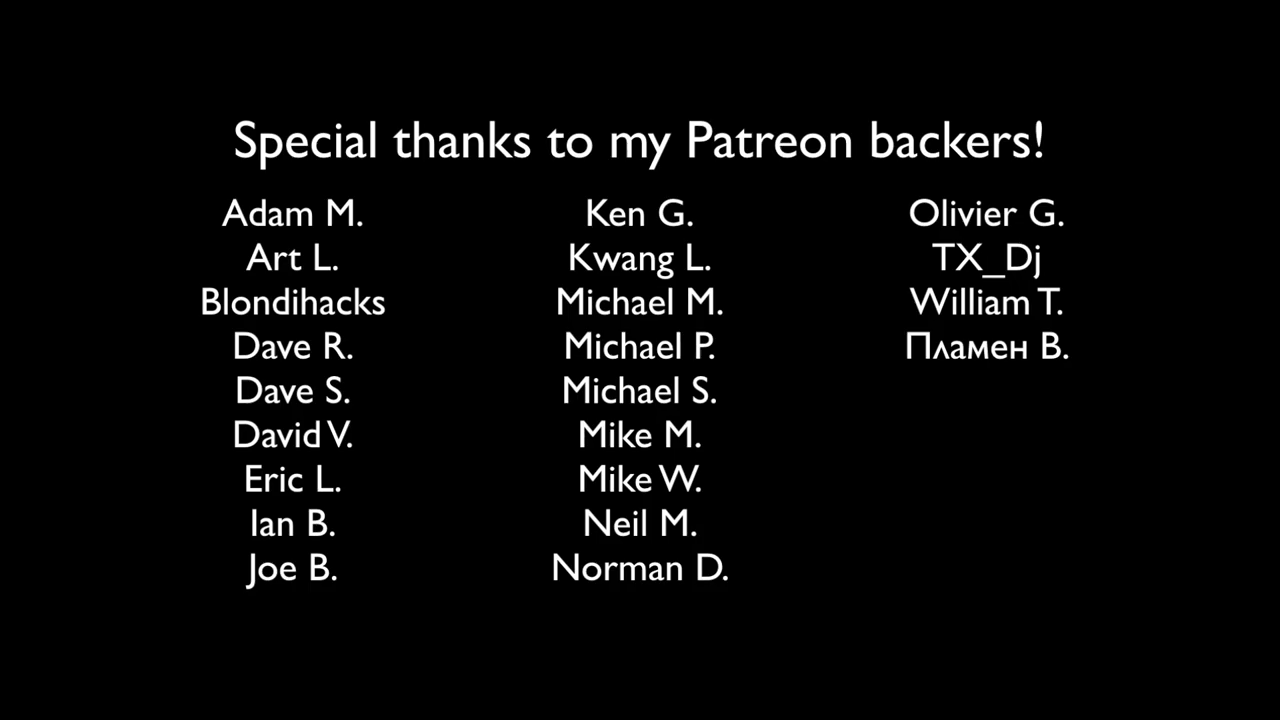 Special thanks to my Patreon backers!
Adam M.
Art L.
Blondihacks
Dave R.
Dave S.
David V.
Eric L.
Ian B.
Joe B.
Ken G.
Kwang L.
Michael M.
Michael P.
Michael S.
Mike M.
Mike W.
Neil M.
Norman D.
Olivier G.
TX_Dj
William T.
Пламен В.